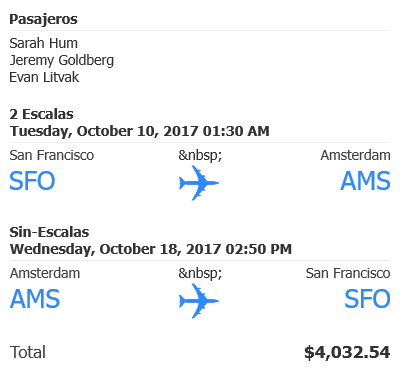 Pasajeros
Sarah Hum
Jeremy Goldberg
Evan Litvak
2 Escalas
Tuesday, October 10, 2017 01:30 AM
San Francisco &nbsp; Amsterdam
SFO AMS
Sin-Escalas
Wednesday, October 18, 2017 02:50 PM
Amsterdam &nbsp; San Francisco
AMS SFO
Total $4,032.54